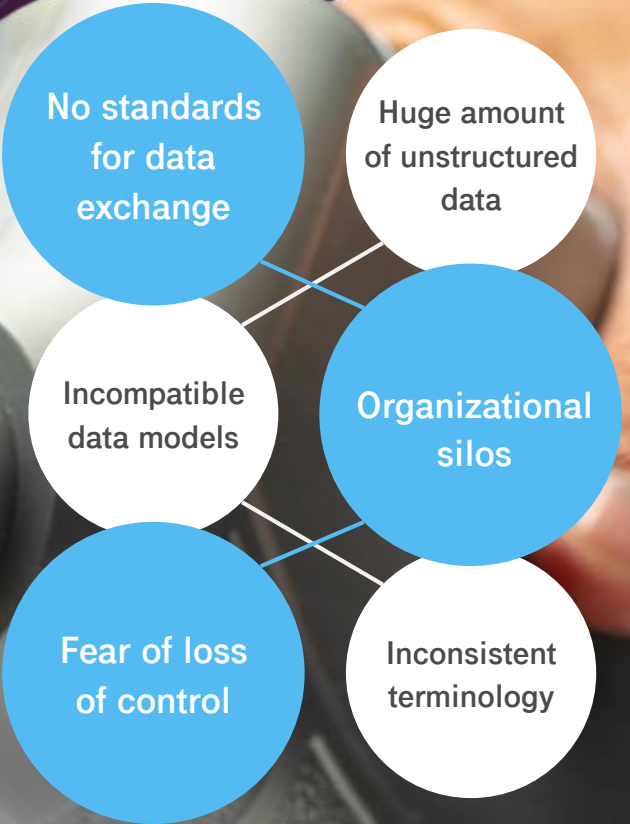 No standards
for data
exchange
Huge amount
of unstructured
data
Incompatible
data models
Organizational
silos
Fear of loss
of control
Inconsistent
terminology